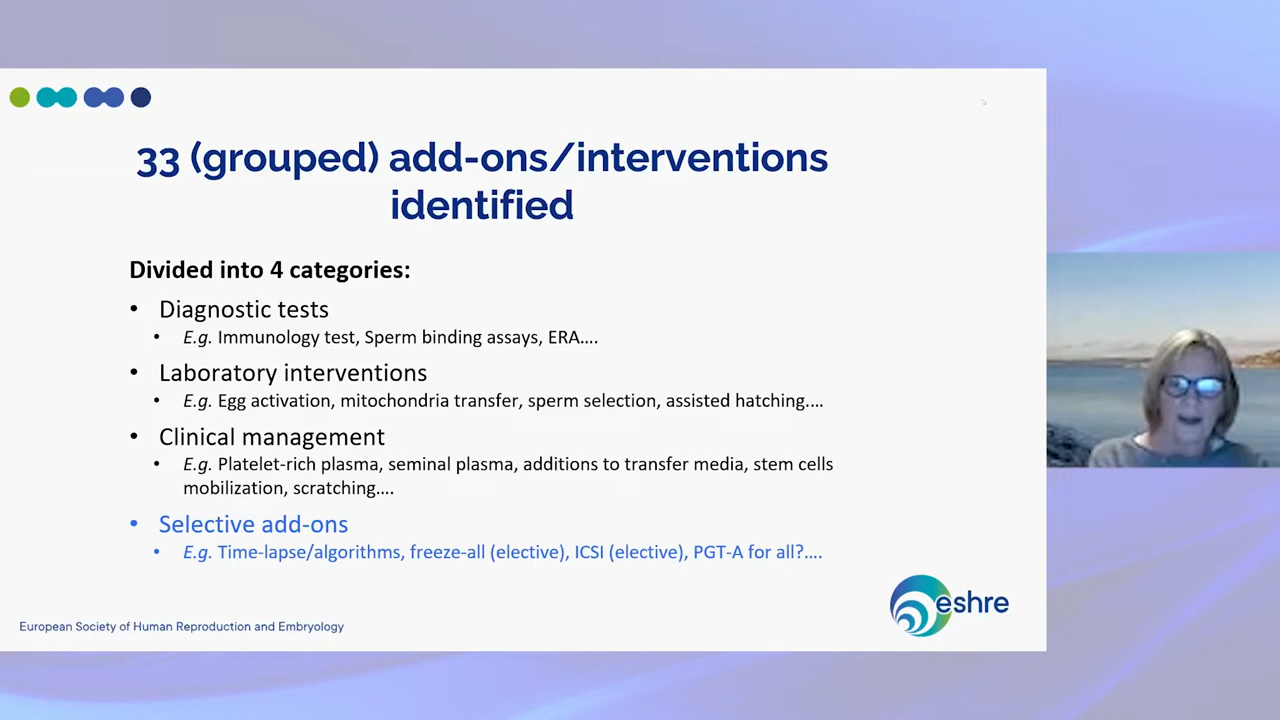 33 (grouped) add-ons/interventions
identified
Divided into 4 categories:
• Diagnostic tests
• E.g. Immunology test, Sperm binding assays, ERA….
• Laboratory interventions
• E.g. Egg activation, mitochondria transfer, sperm selection, assisted hatching….
• Clinical management
• E.g. Platelet-rich plasma, seminal plasma, additions to transfer media, stem cells
mobilization, scratching….
• Selective add-ons
• E.g. Time-lapse/algorithms, freeze-all (elective), ICSI (elective), PGT-A for all?....
eshre
European Society of Human Reproduction and Embryology